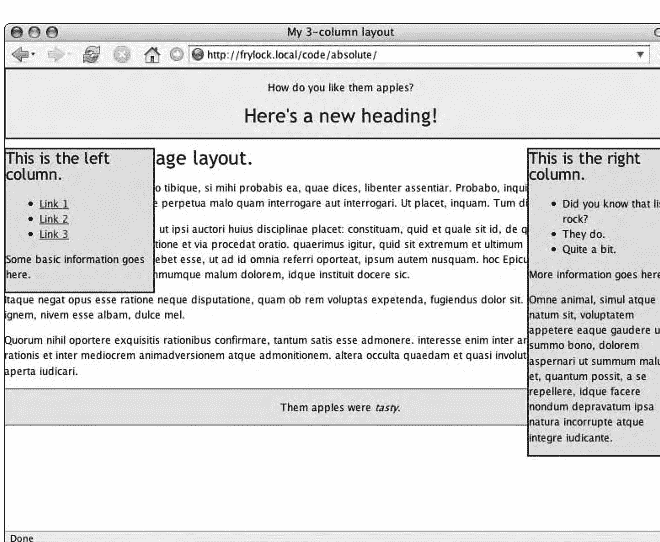 My 3-column layout
http://frylock.local/code/absolute/
How do you like them apples?
Here's a new heading!
This is the left
column.
Link 1
Link 2
Link 3
Some basic information goes
here.
age layout.
o tibique, si mihi probabis ea, quae dices, libenter assentiar. Probabo, inqui
e perpetua malo quam interrogare aut interrogari. Ut placet, inquam. Tum di
ut ipsi auctori huius disciplinae placet: constituam, quid et quale sit id, de q
tione et via procedat oratio. quaerimus igitur, quid sit extremum et ultimum
ebet esse, ut ad id omnia referri oporteat, ipsum autem nusquam. hoc Epicu
mmumque malum dolorem, idque instituit docere sic.
Itaque negat opus esse ratione neque disputatione, quam ob rem voluptas expetenda, fugiendus dolor sit.
ignem, nivem esse albam, dulce mel.
Quorum nihil oportere exquisitis rationibus confirmare, tantum satis esse admonere. interesse enim inter ar
rationis et inter mediocrem animadversionem atque admonitionem. altera occulta quaedam et quasi involut
aperta iudicari.
This is the right
column.
Did you know that lis
rock?
They do.
Quite a bit.
More information goes here
Omne animal, simul atque
natum sit, voluptatem
appetere eaque gaudere u
summo bono, dolorem
aspernari ut summum malu
et, quantum possit, a se
repellere, idque facere
nondum depravatum ipsa
natura incorrupte atque
integre iudicante.
Them apples were tasty.
Done